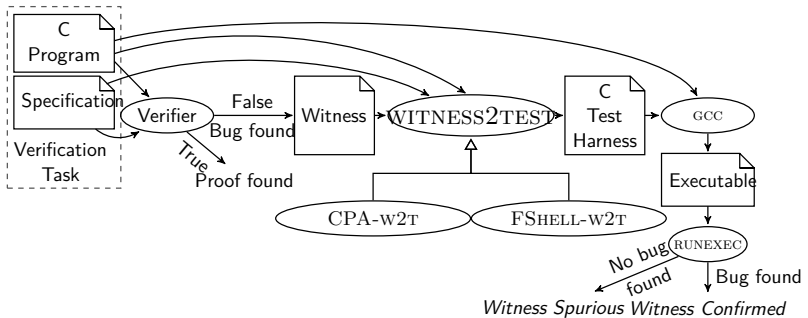 C
Program
Specification
Verification
Task
Verifier
False
Bug found
True
Proof found
Witness
WITNESS2TEST
CPA-W2T
FSHELL-W2T
C
Test
Harness
GCC
Executable
RUNEXEC
No bug
found
Bug found
Witness Spurious
Witness Confirmed